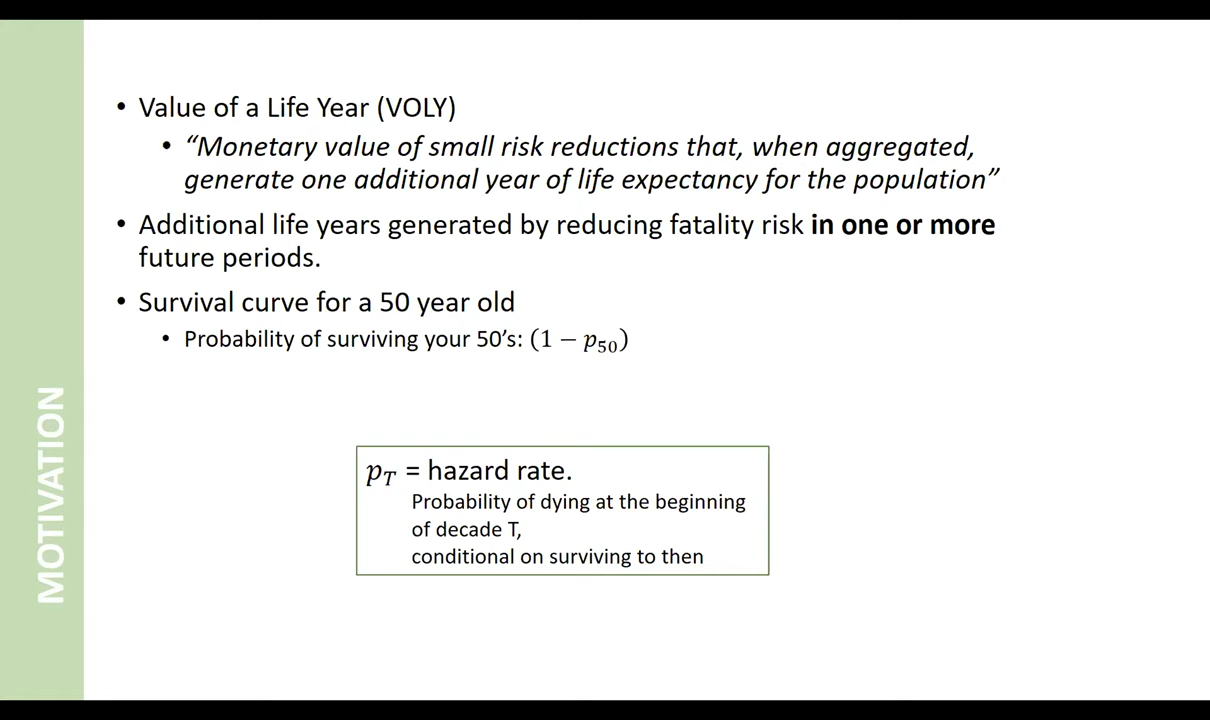 • Value of a Life Year (VOLY)
• “Monetary value of small risk reductions that, when aggregated,
generate one additional year of life expectancy for the population”
• Additional life years generated by reducing fatality risk in one or more
future periods.
• Survival curve for a 50 year old
• Probability of surviving your 50’s: (1 − p₅₀)
MOTIVATION
p_T = hazard rate.
Probability of dying at the beginning
of decade T,
conditional on surviving to then